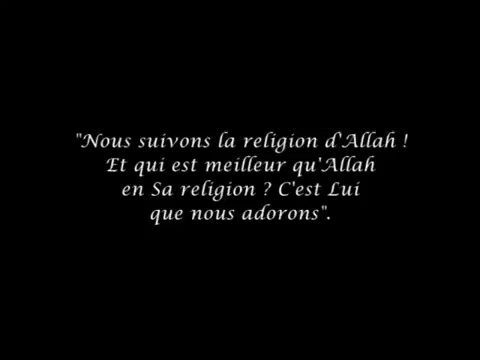 "Nous suivons la religion d'Allah !
Et qui est meilleur qu'Allah
en Sa religion ? C'est Lui
que nous adorons".